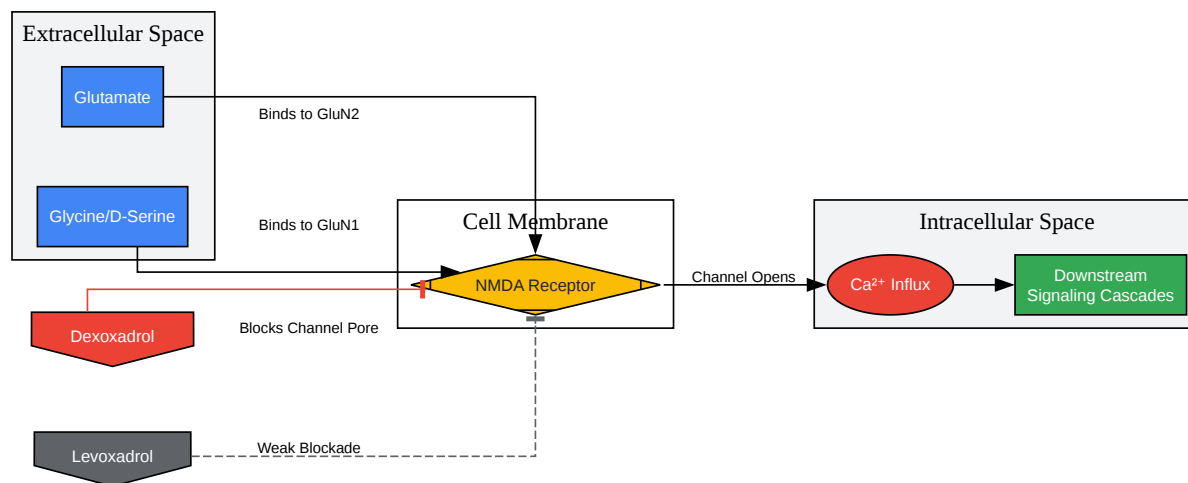 Extracellular Space
Glutamate
Binds to GluN2
Glycine/D-Serine
Binds to GluN1
Cell Membrane
Intracellular Space
NMDA Receptor
Channel Opens
Ca²⁺ Influx
Downstream
Signaling Cascades
Dexoxadrol
Blocks Channel Pore
Levoxadrol
Weak Blockade